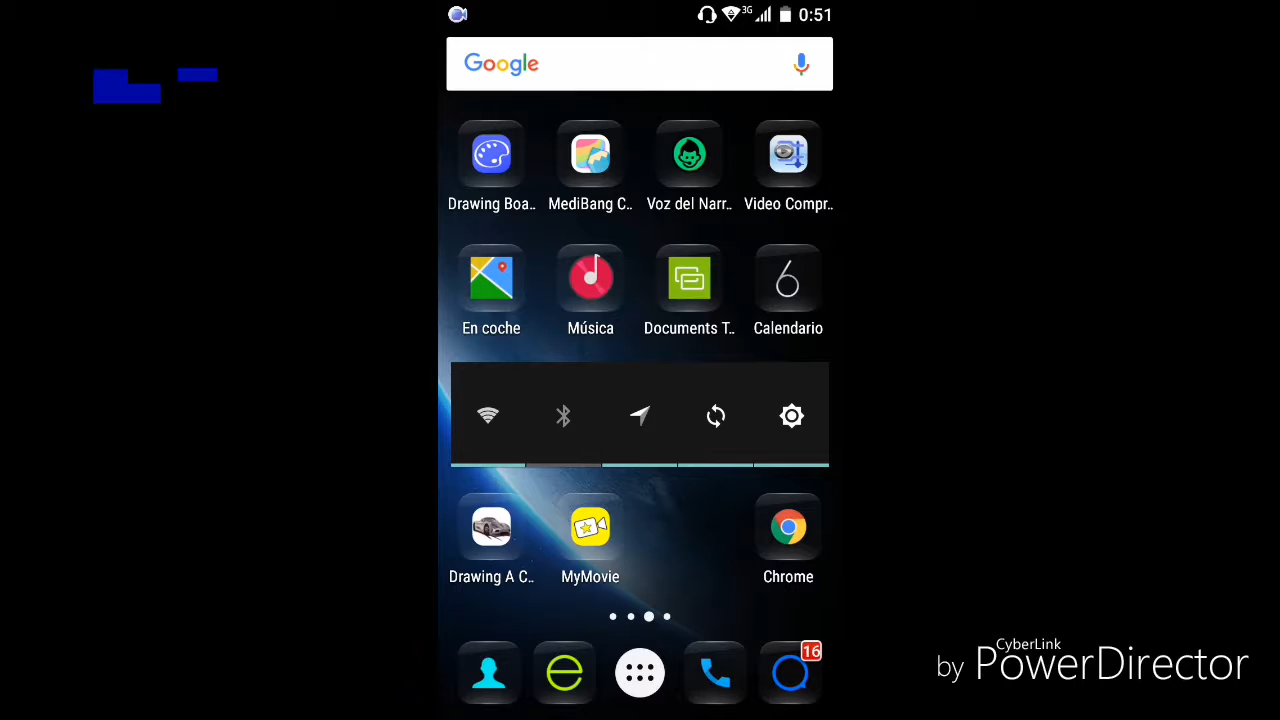 3G 0:51
Google
Drawing Boa.. MediBang C.. Voz del Narr.. Video Compr..
6
En coche Música Documents T.. Calendario
Drawing A C.. MyMovie Chrome
16
CyberLink
by PowerDirector